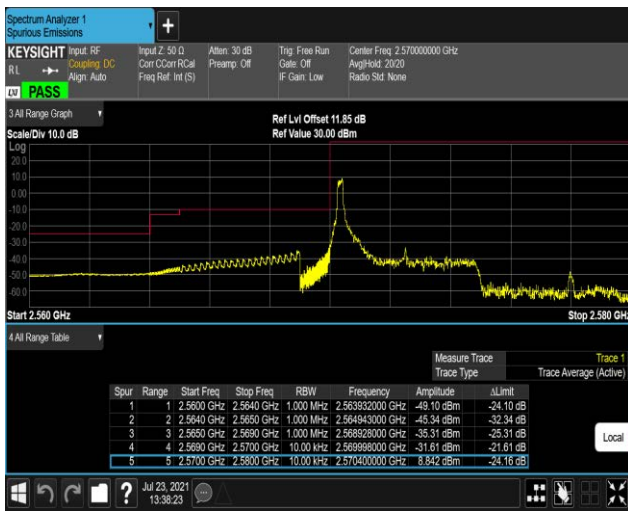 Spectrum Analyzer 1
Spurious Emissions
+
KEYSIGHT Input: RF Input Z: 50 Ω Atten: 30 dB Trig: Free Run Center Freq: 2.570000000 GHz
RL Coupling: DC Corr CCorr RCal Preamp: Off Gate: Off Avg|Hold: 20/20
Align: Auto Freq Ref: Int (S) IF Gain: Low Radio Std: None
LXI PASS
3 All Range Graph
Ref Lvl Offset 11.85 dB
Scale/Div 10.0 dB Ref Value 30.00 dBm
Log
20.0
10.0
0.00
-10.0
-20.0
-30.0
-40.0
-50.0
-60.0
Start 2.560 GHz Stop 2.580 GHz
4 All Range Table
Measure Trace Trace 1
Trace Type Trace Average (Active)
Spur Range Start Freq Stop Freq RBW Frequency Amplitude ΔLimit
1 1 2.5600 GHz 2.5640 GHz 1.000 MHz 2.563932000 GHz -49.10 dBm -24.10 dB
2 2 2.5640 GHz 2.5650 GHz 1.000 MHz 2.564943000 GHz -45.34 dBm -32.34 dB
3 3 2.5650 GHz 2.5690 GHz 1.000 MHz 2.568928000 GHz -35.31 dBm -25.31 dB
4 4 2.5690 GHz 2.5700 GHz 10.00 kHz 2.569998000 GHz -31.61 dBm -21.61 dB
5 5 2.5700 GHz 2.5800 GHz 10.00 kHz 2.570400000 GHz 8.842 dBm -24.16 dB
Local
? Jul 23, 2021
13:38:23